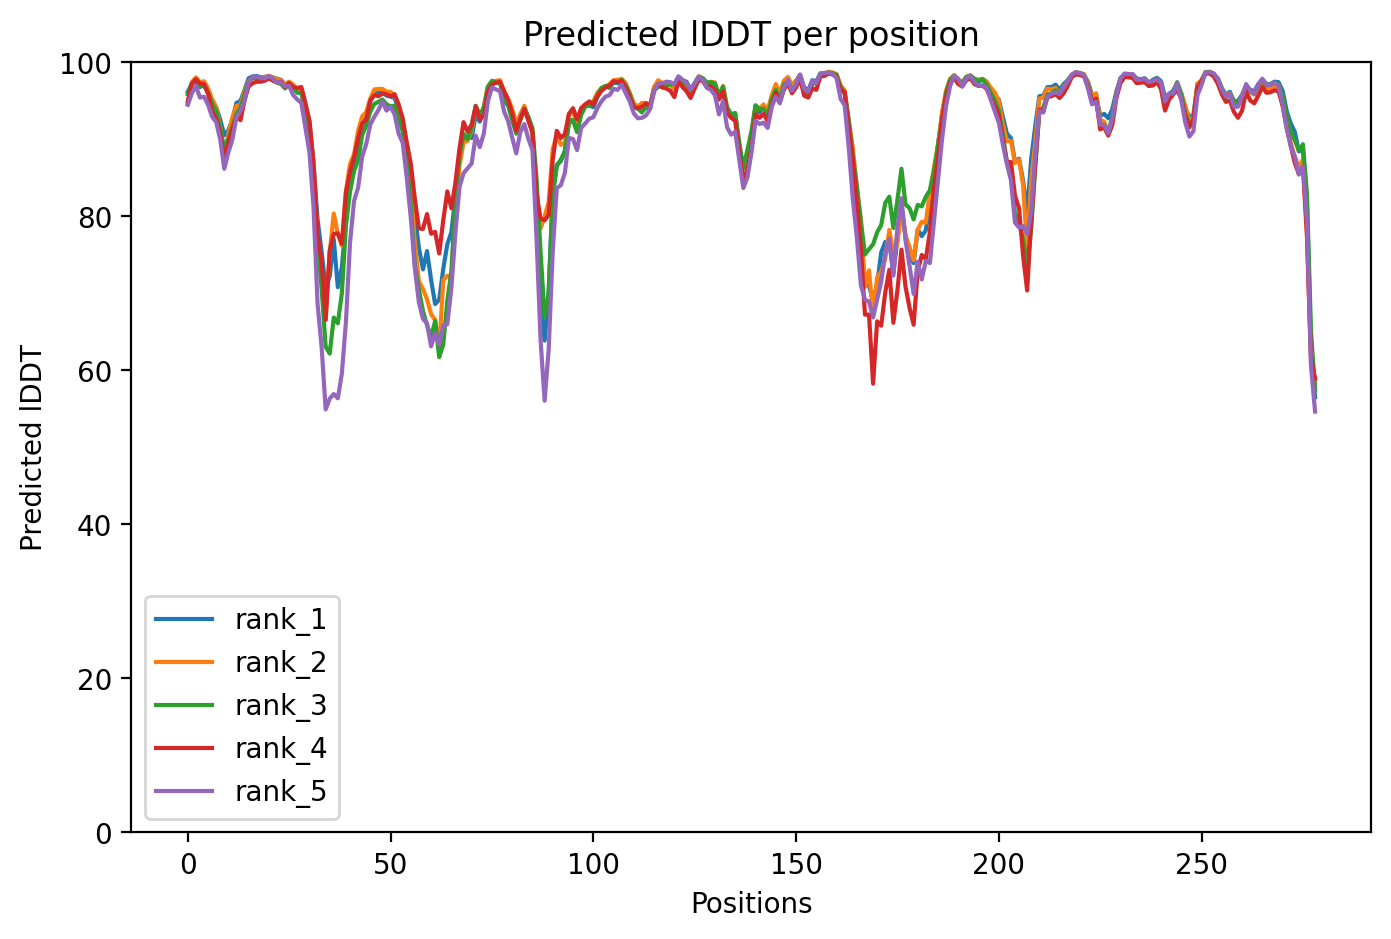 Predicted lDDT per position
100
80
60
40
20
0
Predicted lDDT
rank_1
rank_2
rank_3
rank_4
rank_5
0 50 100 150 200 250
Positions